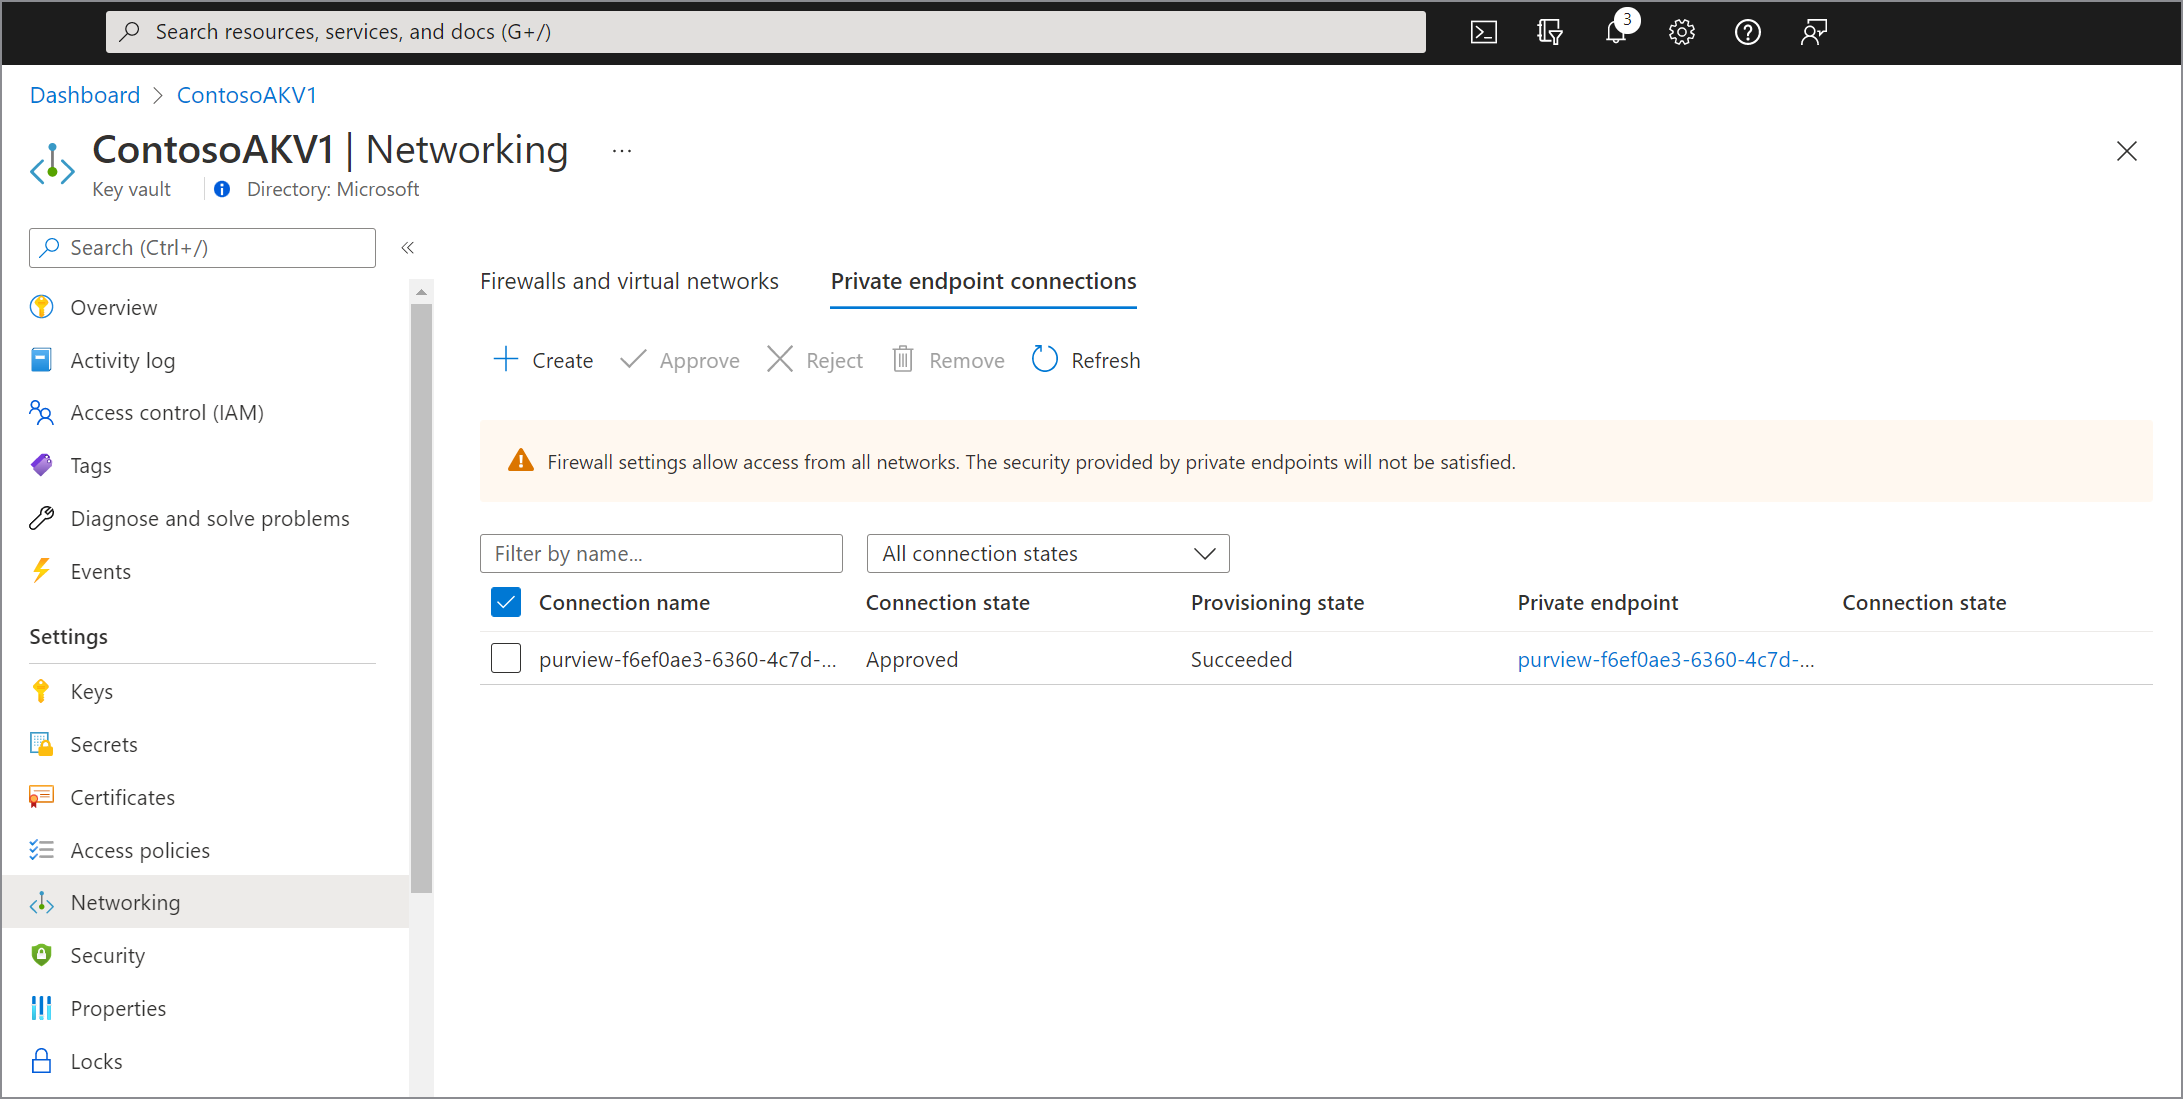 Search resources, services, and docs (G+/)
3
Dashboard > ContosoAKV1
ContosoAKV1 | Networking ...
Key vault
Directory: Microsoft
Search (Ctrl+/)
«
Overview
Activity log
Access control (IAM)
Tags
Diagnose and solve problems
Events
Settings
Keys
Secrets
Certificates
Access policies
Networking
Security
Properties
Locks
Firewalls and virtual networks
Private endpoint connections
Create
Approve
Reject
Remove
Refresh
Firewall settings allow access from all networks. The security provided by private endpoints will not be satisfied.
Filter by name...
All connection states
Connection name Connection state Provisioning state Private endpoint Connection state
purview-f6ef0ae3-6360-4c7d-... Approved Succeeded purview-f6ef0ae3-6360-4c7d-...